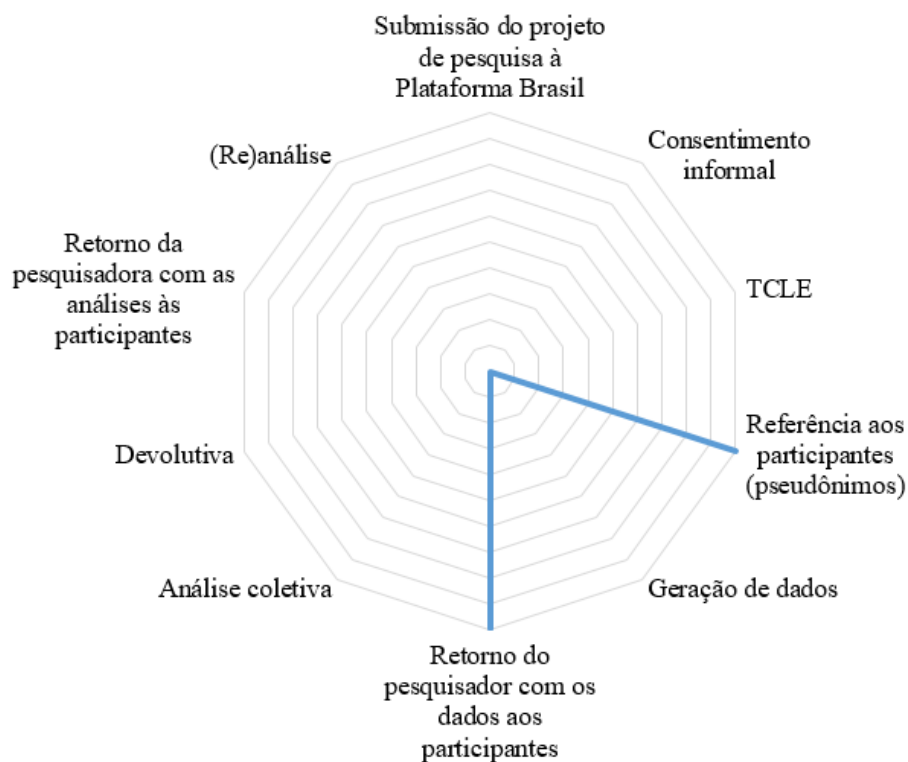 Submissão do projeto
de pesquisa à
Plataforma Brasil
Consentimento
informal
TCLE
Referência aos
participantes
(pseudônimos)
Geração de dados
Retorno do
pesquisador com os
dados aos
participantes
Análise coletiva
Devolutiva
Retorno da
pesquisadora com as
análises às
participantes
(Re)análise